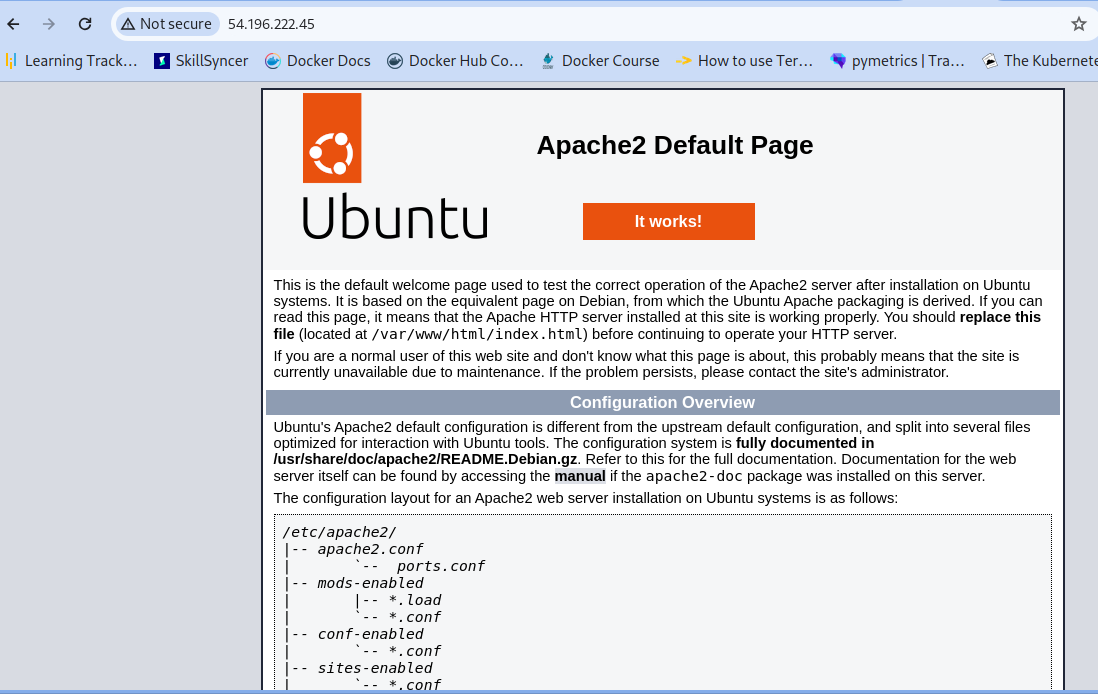 Not secure 54.196.222.45
Learning Track... SkillSyncer Docker Docs Docker Hub Co... Docker Course How to use Ter... pymetrics | Tra... The Kubernete
Apache2 Default Page
Ubuntu
It works!
This is the default welcome page used to test the correct operation of the Apache2 server after installation on Ubuntu
systems. It is based on the equivalent page on Debian, from which the Ubuntu Apache packaging is derived. If you can
read this page, it means that the Apache HTTP server installed at this site is working properly. You should replace this
file (located at /var/www/html/index.html) before continuing to operate your HTTP server.
If you are a normal user of this web site and don't know what this page is about, this probably means that the site is
currently unavailable due to maintenance. If the problem persists, please contact the site's administrator.
Configuration Overview
Ubuntu's Apache2 default configuration is different from the upstream default configuration, and split into several files
optimized for interaction with Ubuntu tools. The configuration system is fully documented in
/usr/share/doc/apache2/README.Debian.gz. Refer to this for the full documentation. Documentation for the web
server itself can be found by accessing the manual if the apache2-doc package was installed on this server.
The configuration layout for an Apache2 web server installation on Ubuntu systems is as follows:
/etc/apache2/
|-- apache2.conf
|       `--  ports.conf
|-- mods-enabled
|       |-- *.load
|       `-- *.conf
|-- conf-enabled
|       `-- *.conf
|-- sites-enabled
|       `-- *.conf